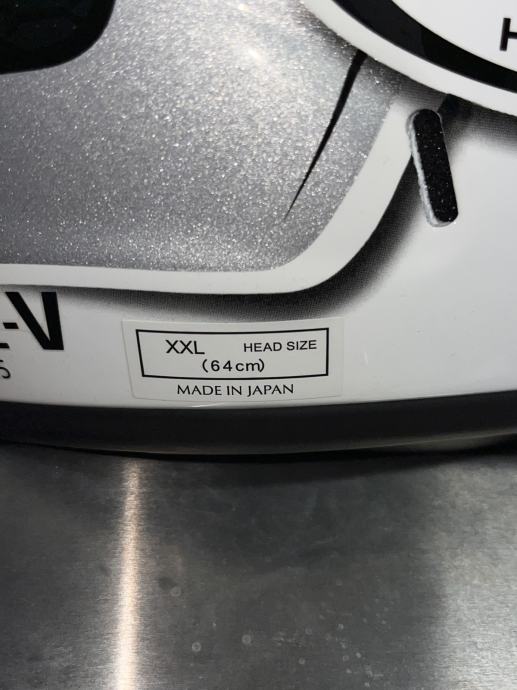 H
-V
S
XXL HEAD SIZE
(64cm)
MADE IN JAPAN